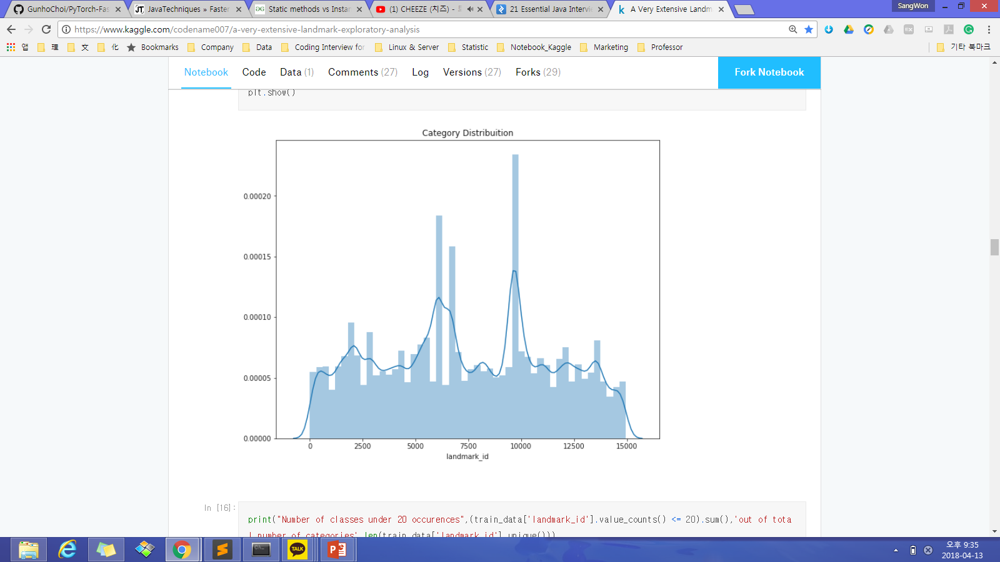 GunhoChoi/PyTorch-Fas
JT JavaTechniques » Faster
Static methods vs Instan
(1) CHEEZE (치즈) - 
21 Essential Java Intervie
k A Very Extensive Landm
SangWon
https://www.kaggle.com/codename007/a-very-extensive-landmark-exploratory-analysis
앱
理
文
化
Bookmarks
Company
Data
Coding Interview for
Linux & Server
Statistic
Notebook_Kaggle
Marketing
Professor
기타 북마크
Notebook
Code
Data (1)
Comments (27)
Log
Versions (27)
Forks (29)
Fork Notebook
plt.show()
Category Distribuition
0.00020
0.00015
0.00010
0.00005
0.00000
0 2500 5000 7500 10000 12500 15000
landmark_id
In [16]:
print("Number of classes under 20 occurences",(train_data['landmark_id'].value_counts() <= 20).sum(),'out of tota
l number of categories',len(train_data['landmark_id'].unique()))
TALK
오후 9:35
2018-04-13